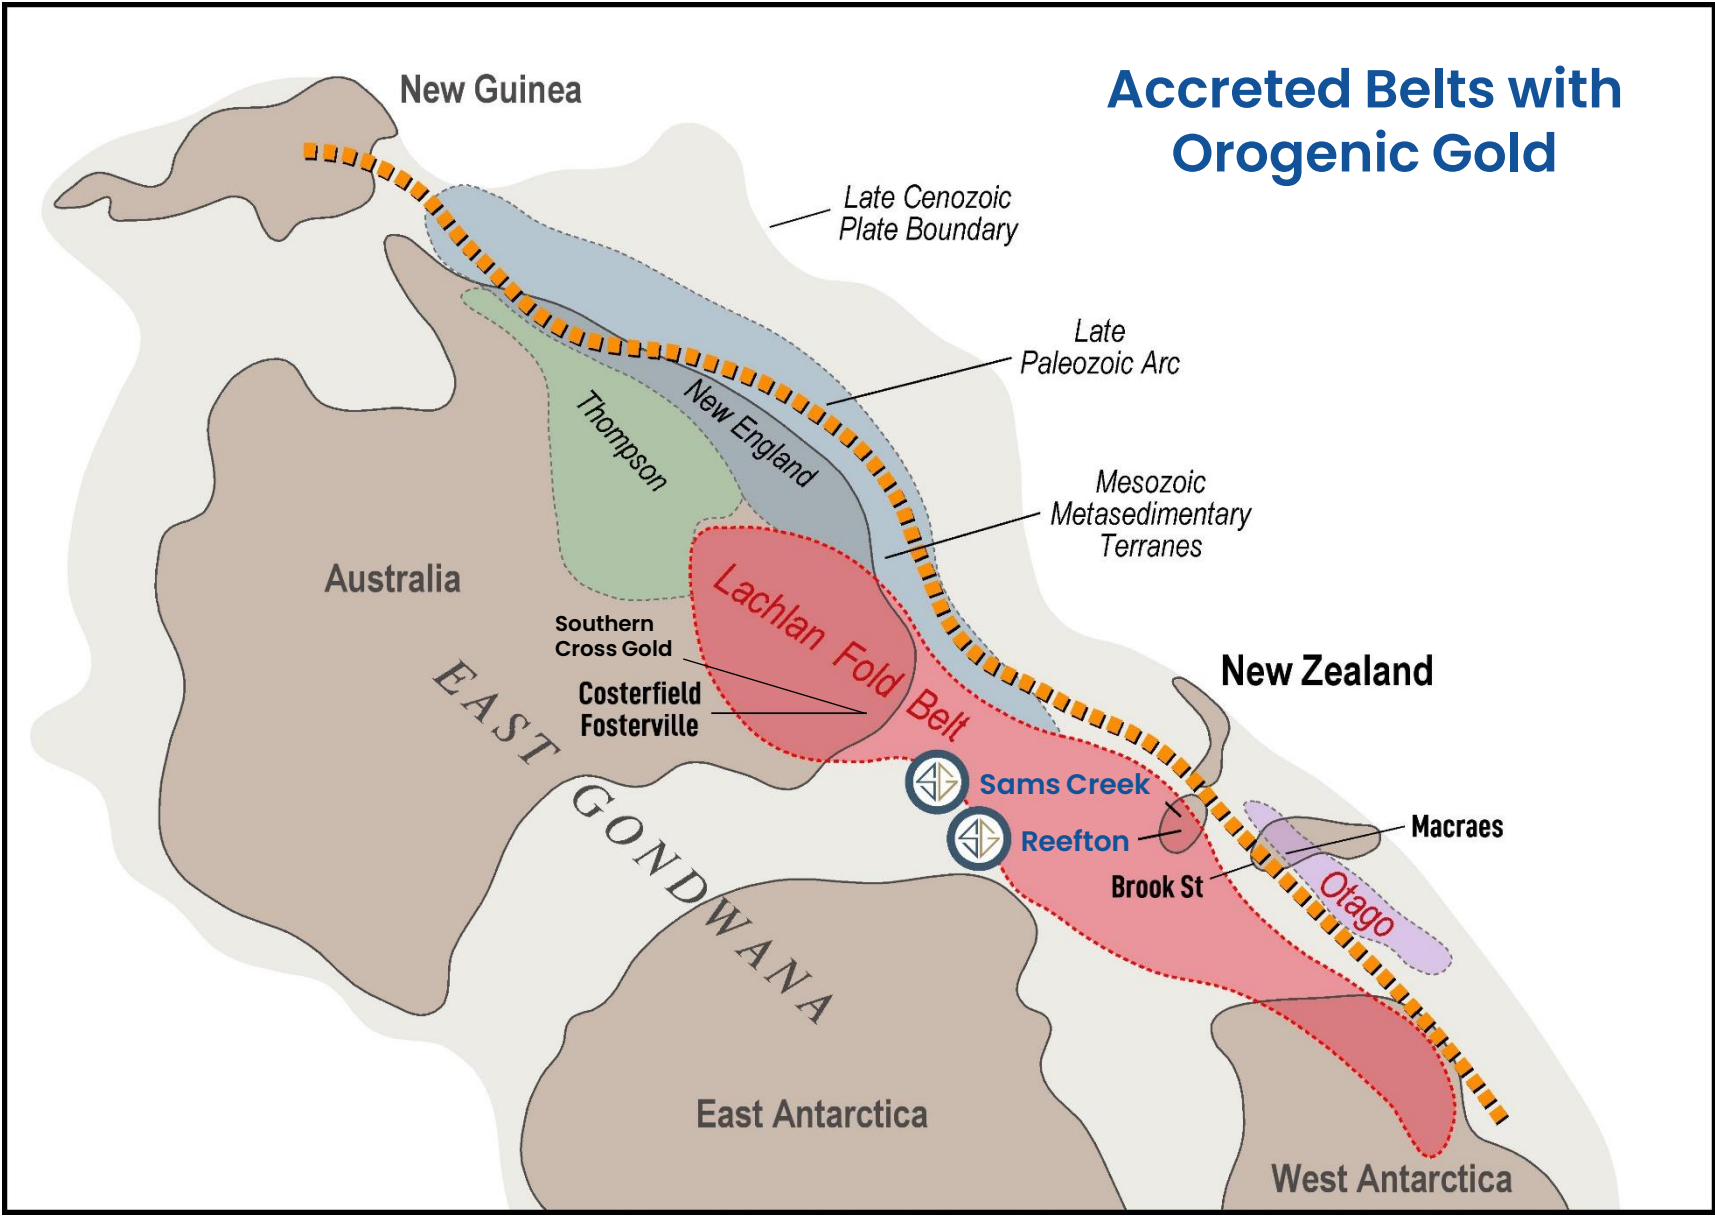 Accreted Belts with
Orogenic Gold
New Guinea
Late Cenozoic
Plate Boundary
Late
Paleozoic Arc
New England
Thompson
Mesozoic
Metasedimentary
Terranes
Australia
Lachlan Fold Belt
Southern
Cross Gold
Costerfield
Fosterville
New Zealand
EAST
GONDWANA
SG
Sams Creek
SG
Reefton
Macraes
Brook St
Otago
East Antarctica
West Antarctica